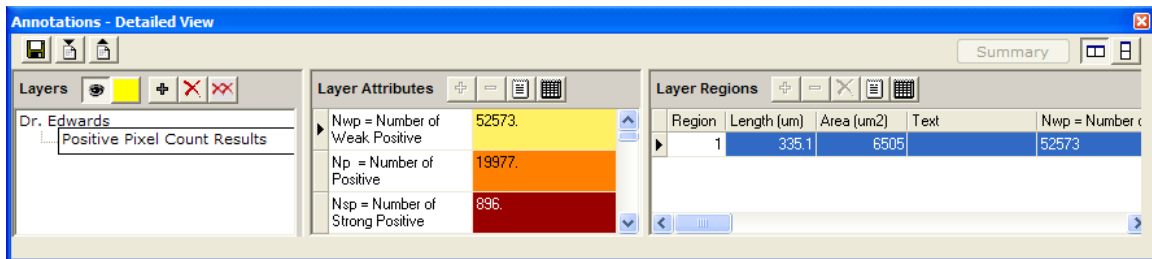 Annotations - Detailed View
Summary
Layers
Layer Attributes
Layer Regions
Dr. Edwards
Positive Pixel Count Results
Nwp = Number of
Weak Positive
52573.
Np = Number of
Positive
19977.
Nsp = Number of
Strong Positive
896.
Region Length (um) Area (um2) Text Nwp = Number
1 335.1 6505 52573